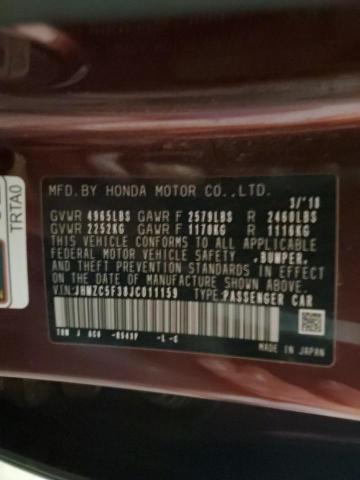 MFD.BY HONDA MOTOR CO.,LTD. 3/'18
GVWR 4965LBS GAWR F 2579LBS R 2460LBS
GVWR 2252KG GAWR F 1170KG R 1116KG
THIS VEHICLE CONFORMS TO ALL APPLICABLE
FEDERAL MOTOR VEHICLE SAFETY, BUMPER,
AND THEFT PREVENTION STANDARDS IN EFFECT
ON THE DATE OF MANUFACTURE SHOWN ABOVE.
VIN: JHMZC5F30JC011159 TYPE: PASSENGER CAR
MADE IN JAPAN
TRTA0